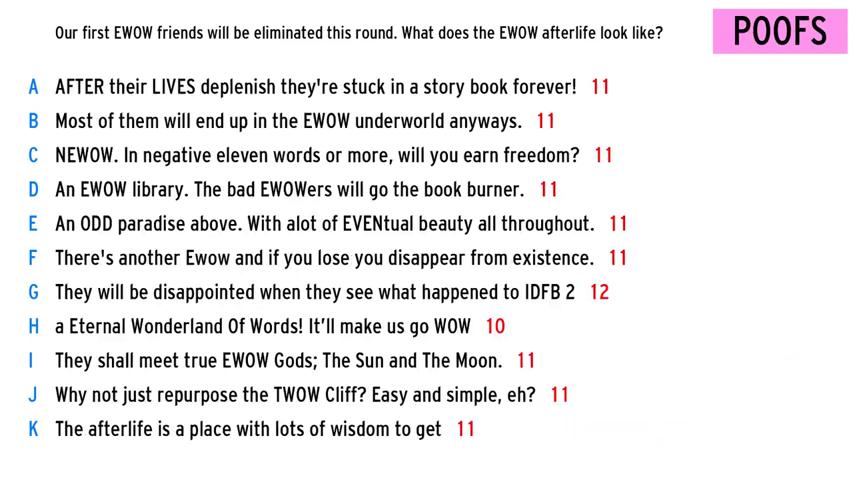 Our first EWOW friends will be eliminated this round. What does the EWOW afterlife look like?
POOFS
A AFTER their LIVES deplenish they're stuck in a story book forever! 11
B Most of them will end up in the EWOW underworld anyways. 11
C NEWOW. In negative eleven words or more, will you earn freedom? 11
D An EWOW library. The bad EWOWers will go the book burner. 11
E An ODD paradise above. With alot of EVENtual beauty all throughout. 11
F There's another Ewow and if you lose you disappear from existence. 11
G They will be disappointed when they see what happened to IDFB 2 12
H a Eternal Wonderland Of Words! It'll make us go WOW 10
I They shall meet true EWOW Gods; The Sun and The Moon. 11
J Why not just repurpose the TWOW Cliff? Easy and simple, eh? 11
K The afterlife is a place with lots of wisdom to get 11